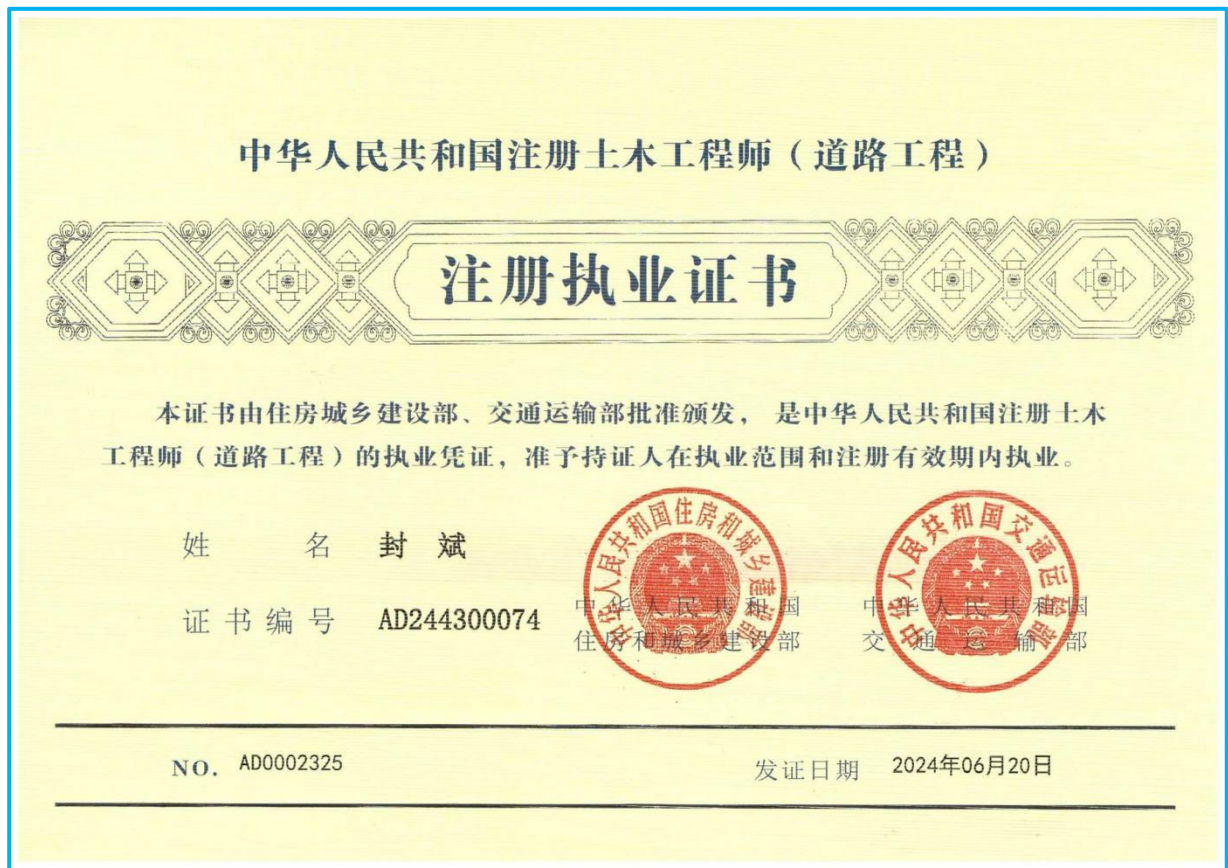 中华人民共和国注册土木工程师（道路工程）
注册执业证书
本证书由住房城乡建设部、交通运输部批准颁发， 是中华人民共和国注册土木
工程师（道路工程）的执业凭证，准予持证人在执业范围和注册有效期内执业。
姓 名 封 斌
中华人民共和国住房和城乡建设部
中华人民共和国交通运输部
证书编号 AD244300074
中华人民共和国
住房和城乡建设部
中华人民共和国
交通运输部
NO. AD0002325
发证日期 2024年06月20日